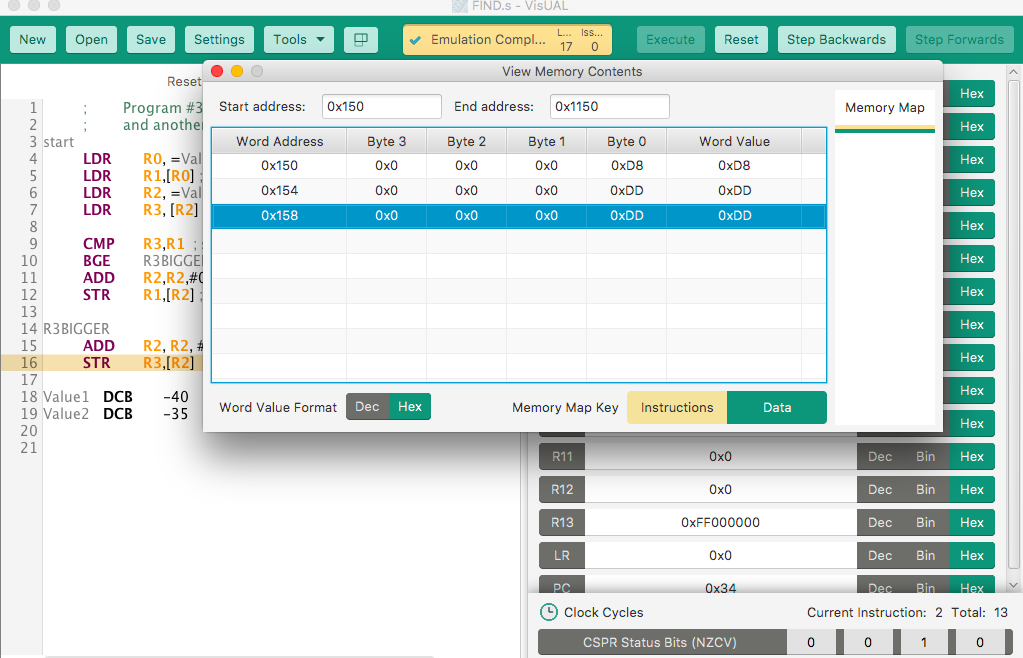 FIND.s - VisUAL
New Open Save Settings Tools Emulation Compl... L... 17 Iss... 0 Execute Reset Step Backwards Step Forwards
View Memory Contents
Reset
Start address: 0x150 End address: 0x1150 Memory Map
Word Address Byte 3 Byte 2 Byte 1 Byte 0 Word Value
0x150 0x0 0x0 0x0 0xD8 0xD8
0x154 0x0 0x0 0x0 0xDD 0xDD
0x158 0x0 0x0 0x0 0xDD 0xDD
Word Value Format Dec Hex Memory Map Key Instructions Data
1 ; Program #3
2 ; and another
3 start
4 LDR R0, =Val
5 LDR R1,[R0] ;
6 LDR R2, =Val
7 LDR R3, [R2]
8
9 CMP R3,R1 ;
10 BGE R3BIGGE
11 ADD R2,R2,#
12 STR R1,[R2] ;
13
14 R3BIGGER
15 ADD R2, R2, #
16 STR R3,[R2]
17
18 Value1 DCB -40
19 Value2 DCB -35
20
21
Hex
Hex
Hex
Hex
Hex
Hex
Hex
Hex
Hex
Hex
Hex
R11 0x0 Dec Bin Hex
R12 0x0 Dec Bin Hex
R13 0xFF000000 Dec Bin Hex
LR 0x0 Dec Bin Hex
PC 0x34 Dec Bin Hex
Clock Cycles Current Instruction: 2 Total: 13
CSPR Status Bits (NZCV) 0 0 1 0